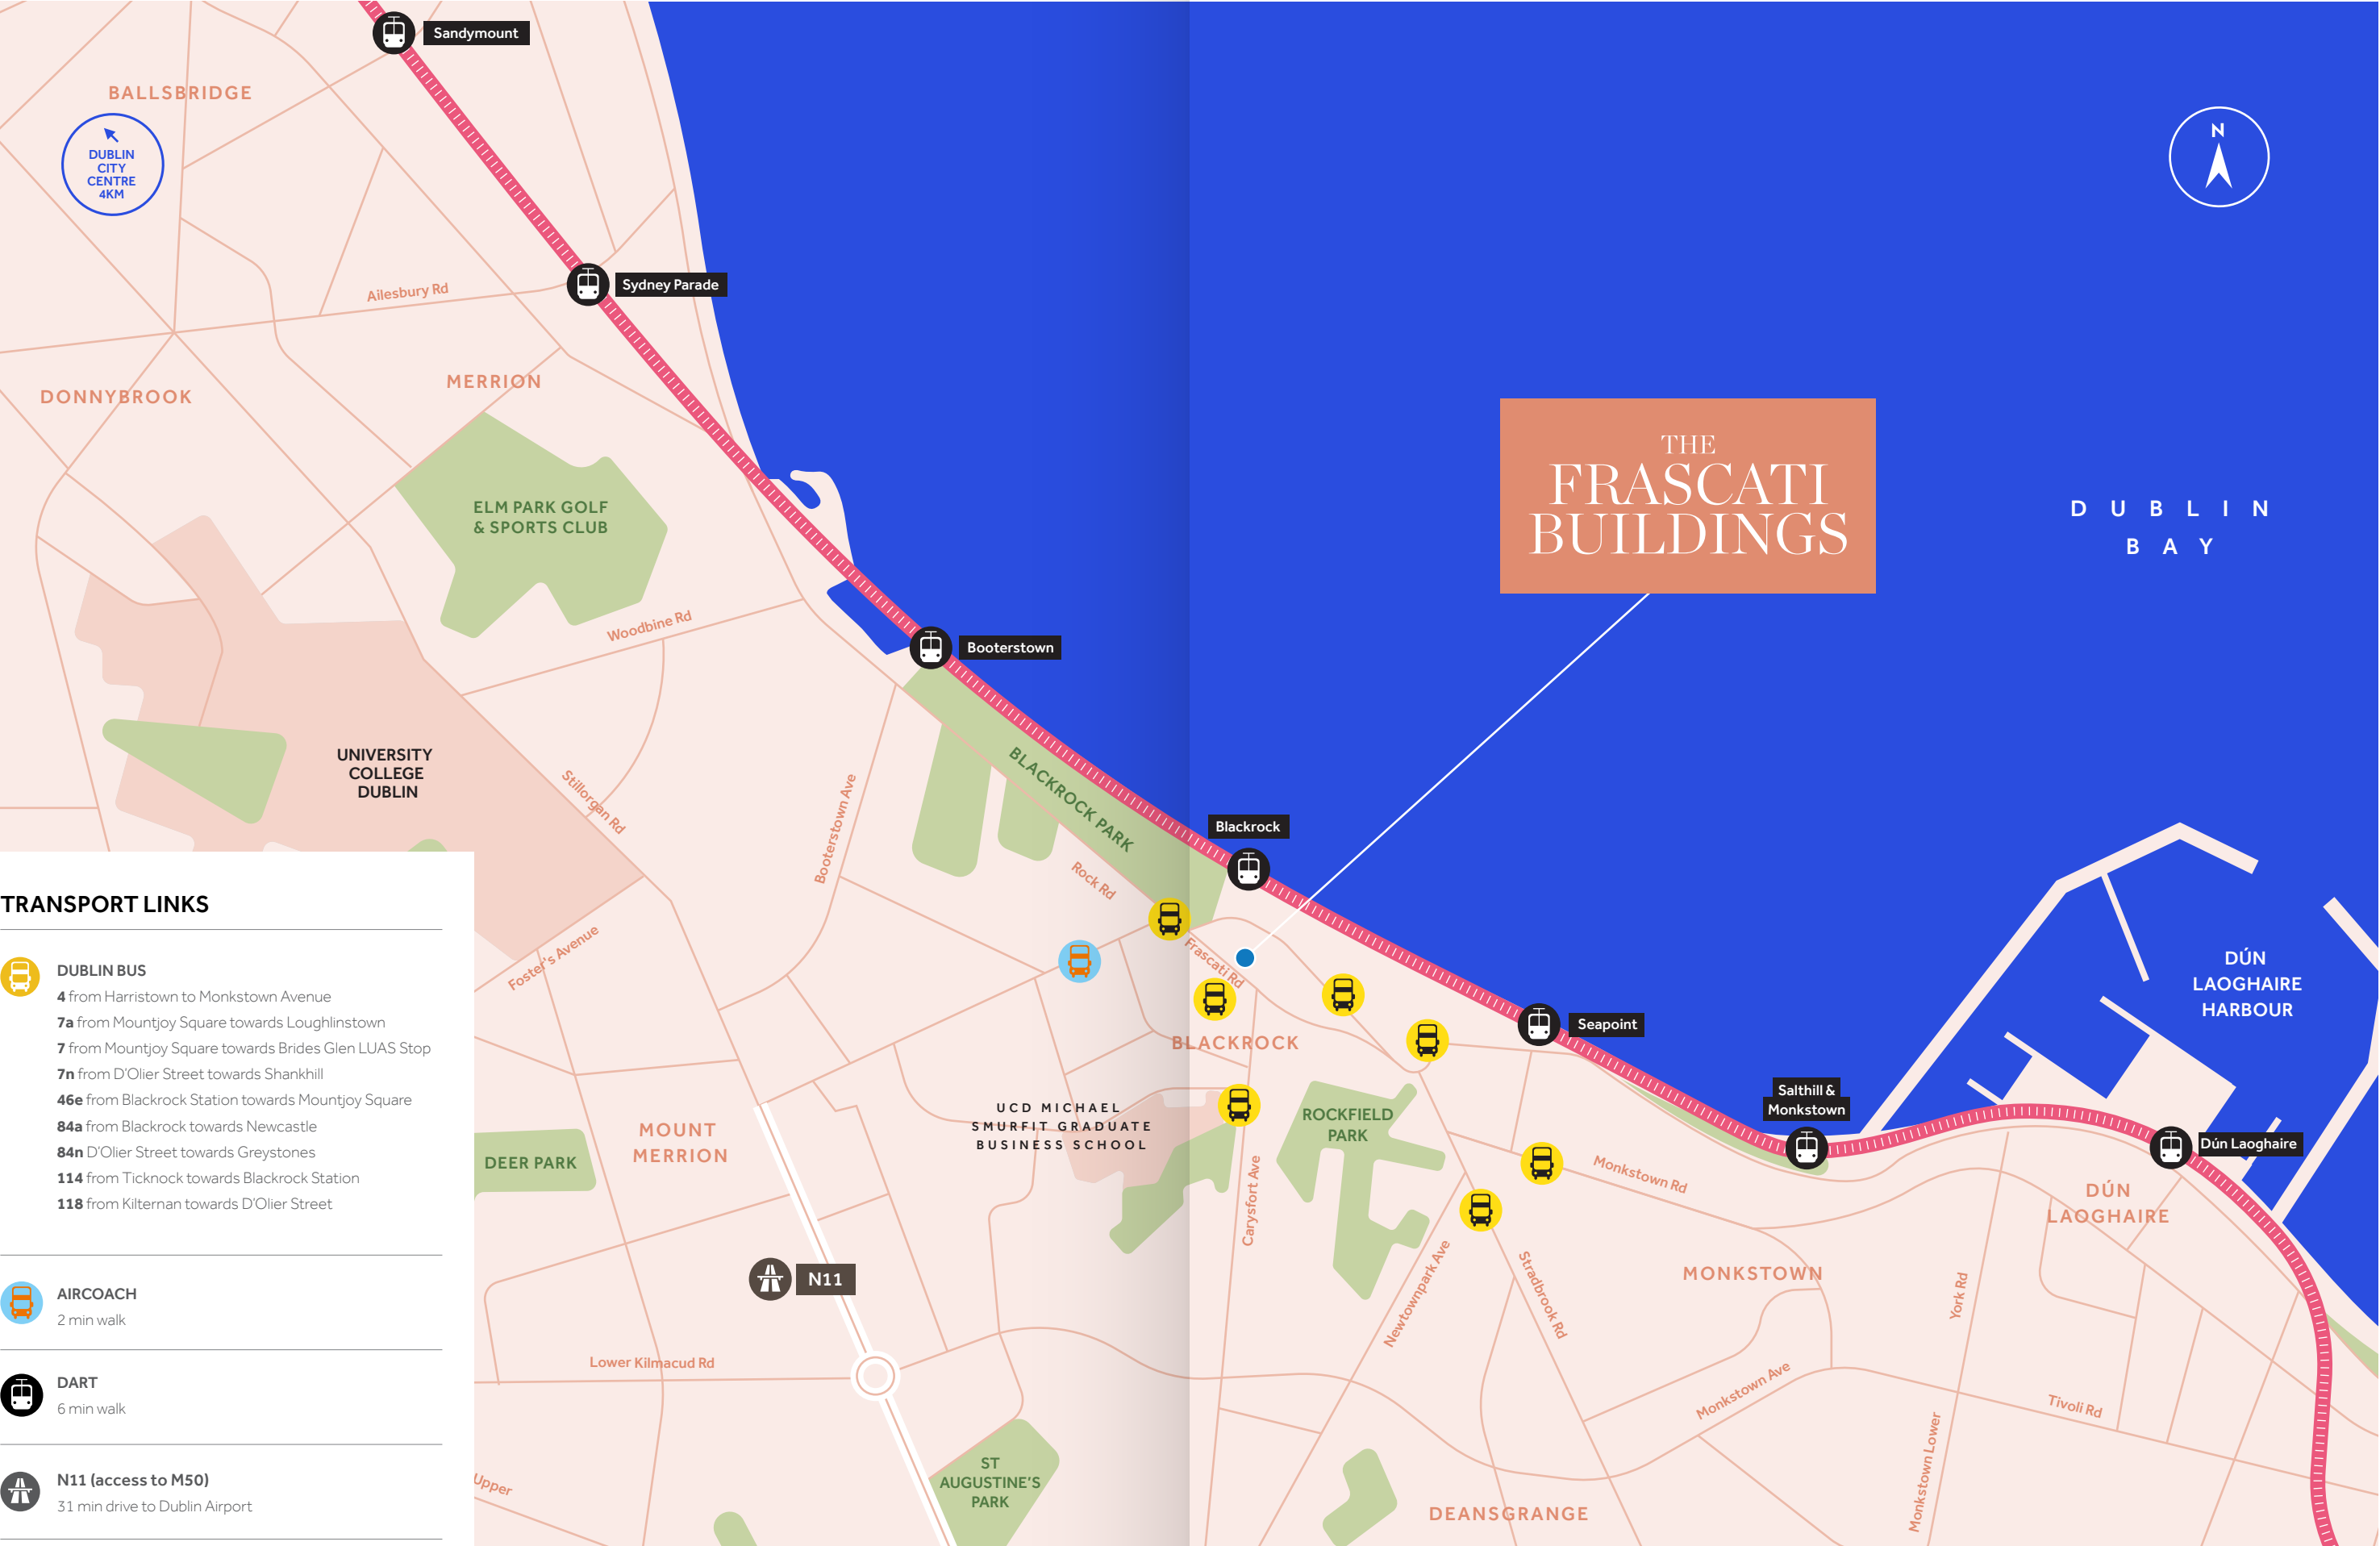 Sandymount
BALLSBRIDGE
DUBLIN
CITY
CENTRE
4KM
N
Sydney Parade
Ailesbury Rd
MERRION
DONNYBROOK
ELM PARK GOLF
& SPORTS CLUB
THE
FRASCATI
BUILDINGS
DUBLIN
BAY
Woodbine Rd
Booterstown
UNIVERSITY
COLLEGE
DUBLIN
Stillorgan Rd
Booterstown Ave
BLACKROCK PARK
Rock Rd
Blackrock
Frascati Rd
Foster's Avenue
BLACKROCK
Seapoint
DÚN
LAOGHAIRE
HARBOUR
Salthill &
Monkstown
Dún Laoghaire
UCD MICHAEL
SMURFIT GRADUATE
BUSINESS SCHOOL
ROCKFIELD
PARK
MOUNT
MERRION
DEER PARK
Carysfort Ave
Monkstown Rd
DÚN
LAOGHAIRE
N11
Newtownpark Ave
Stradbrook Rd
MONKSTOWN
York Rd
Lower Kilmacud Rd
Monkstown Ave
Tivoli Rd
Monkstown Lower
Upper
ST
AUGUSTINE'S
PARK
DEANSGRANGE
TRANSPORT LINKS
DUBLIN BUS
4 from Harristown to Monkstown Avenue
7a from Mountjoy Square towards Loughlinstown
7 from Mountjoy Square towards Brides Glen LUAS Stop
7n from D'Olier Street towards Shankhill
46e from Blackrock Station towards Mountjoy Square
84a from Blackrock towards Newcastle
84n D'Olier Street towards Greystones
114 from Ticknock towards Blackrock Station
118 from Kilternan towards D'Olier Street
AIRCOACH
2 min walk
DART
6 min walk
N11 (access to M50)
31 min drive to Dublin Airport